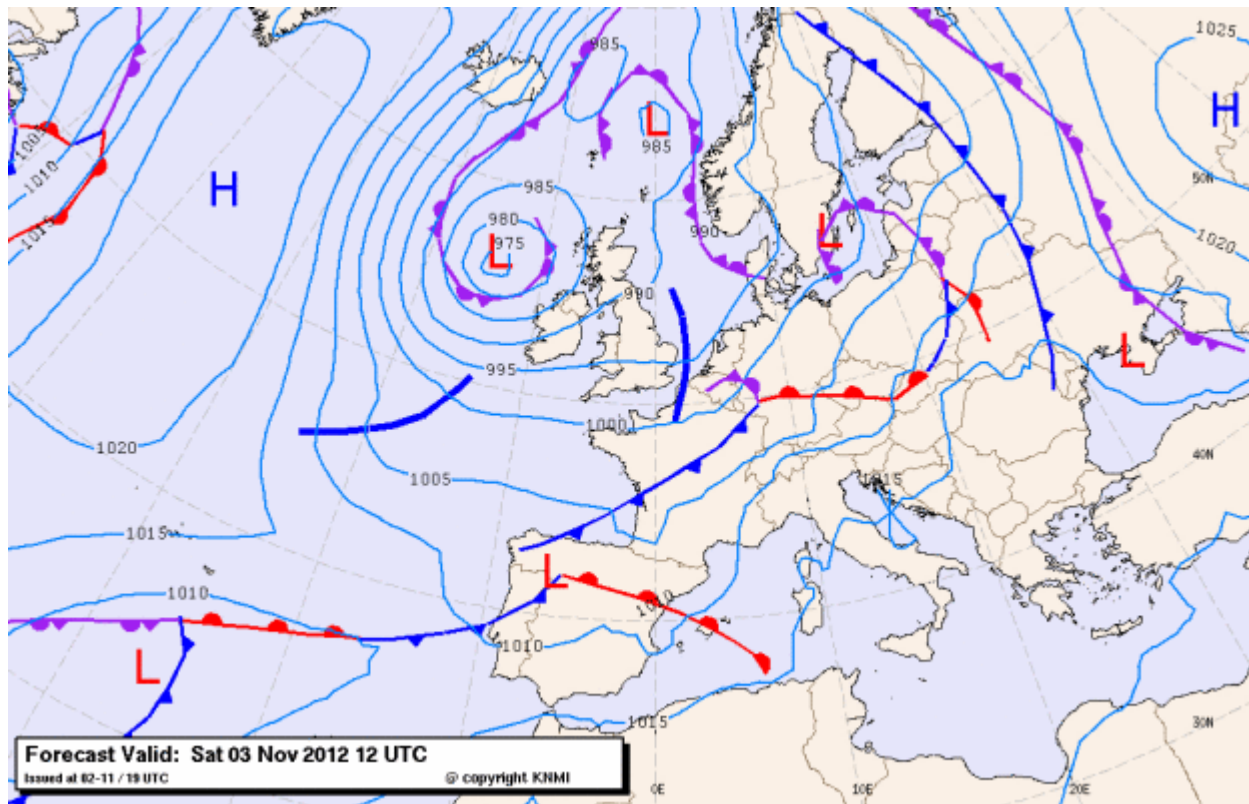 985
1025
H
L
1005
985
1010
50N
H
985
1015
980
L
975
L
990
1020
990
L
995
1020
1000
40N
1005
1015
1015
L
1010
1010
1010
L
1015
30N
Forecast Valid: Sat 03 Nov 2012 12 UTC
Issued at 02-11 / 19 UTC
@ copyright KNMI
0E
10E
20E